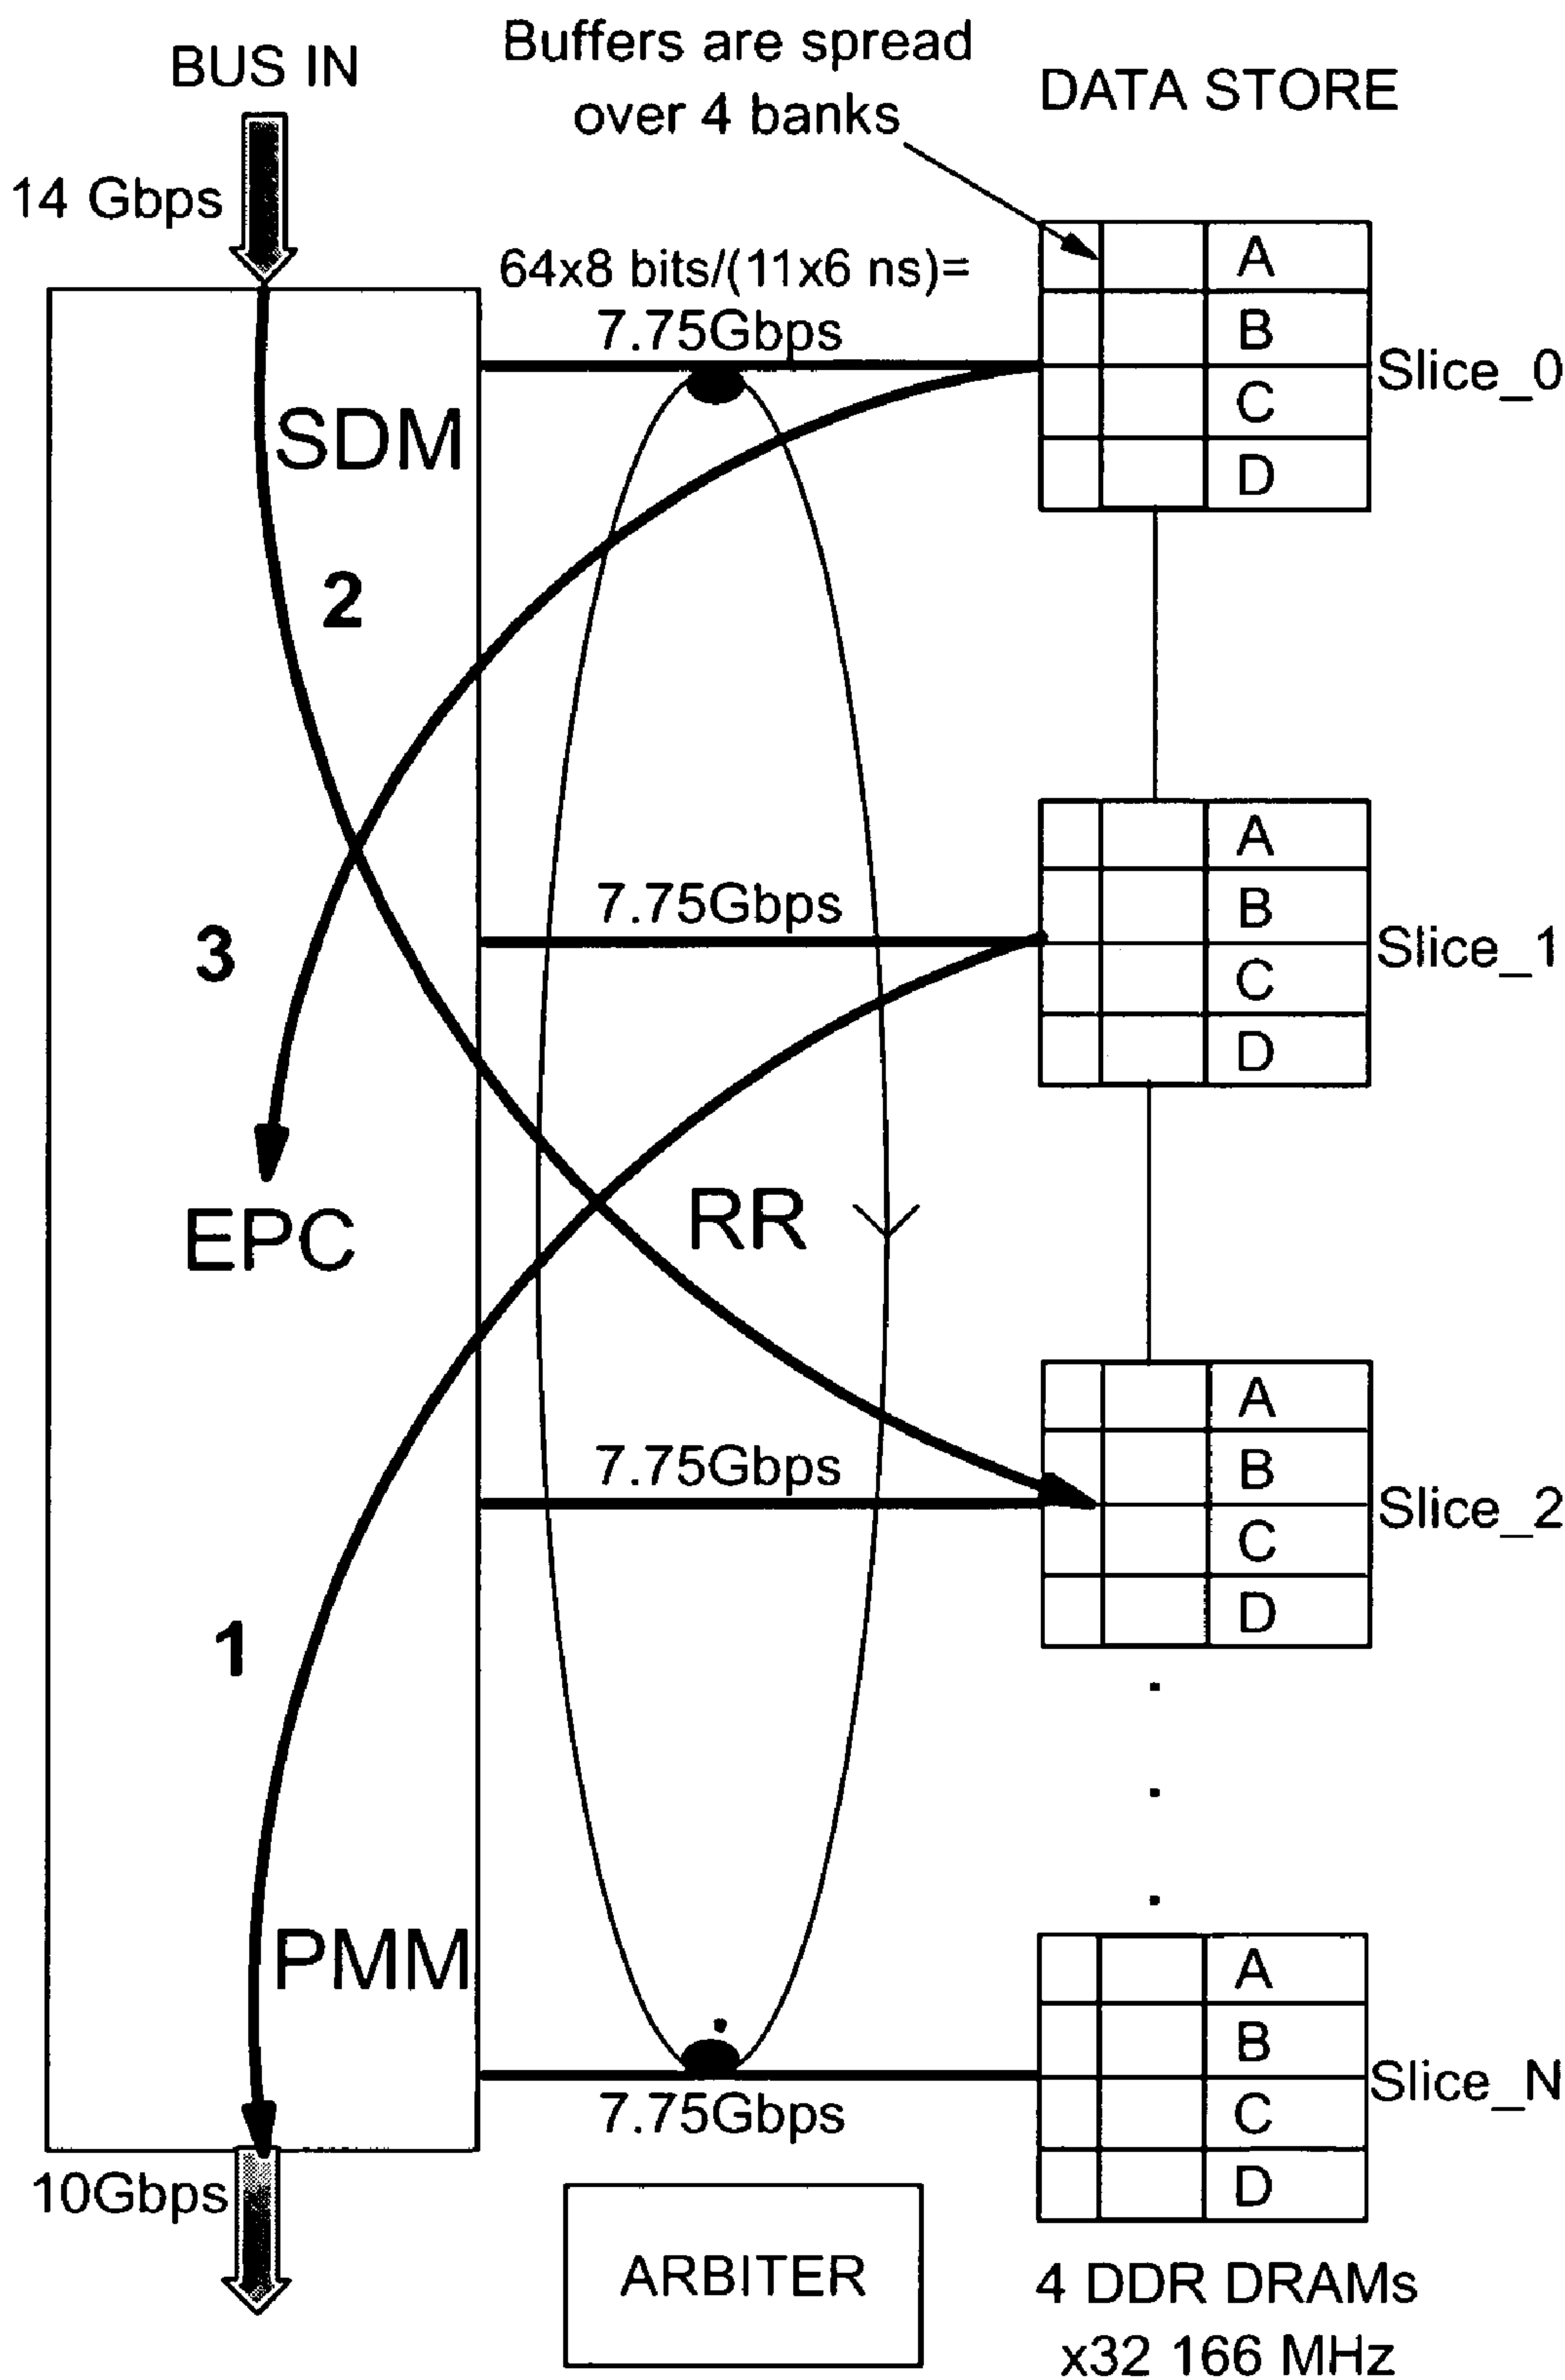 BUS IN
Buffers are spread
over 4 banks
DATA STORE
14 Gbps
64x8 bits/(11x6 ns)=
7.75Gbps
A
B
C
D
Slice_0
SDM
2
3
7.75Gbps
A
B
C
D
Slice_1
EPC
RR
7.75Gbps
A
B
C
D
Slice_2
1
PMM
A
B
C
D
Slice_N
7.75Gbps
10Gbps
ARBITER
4 DDR DRAMs
x32 166 MHz